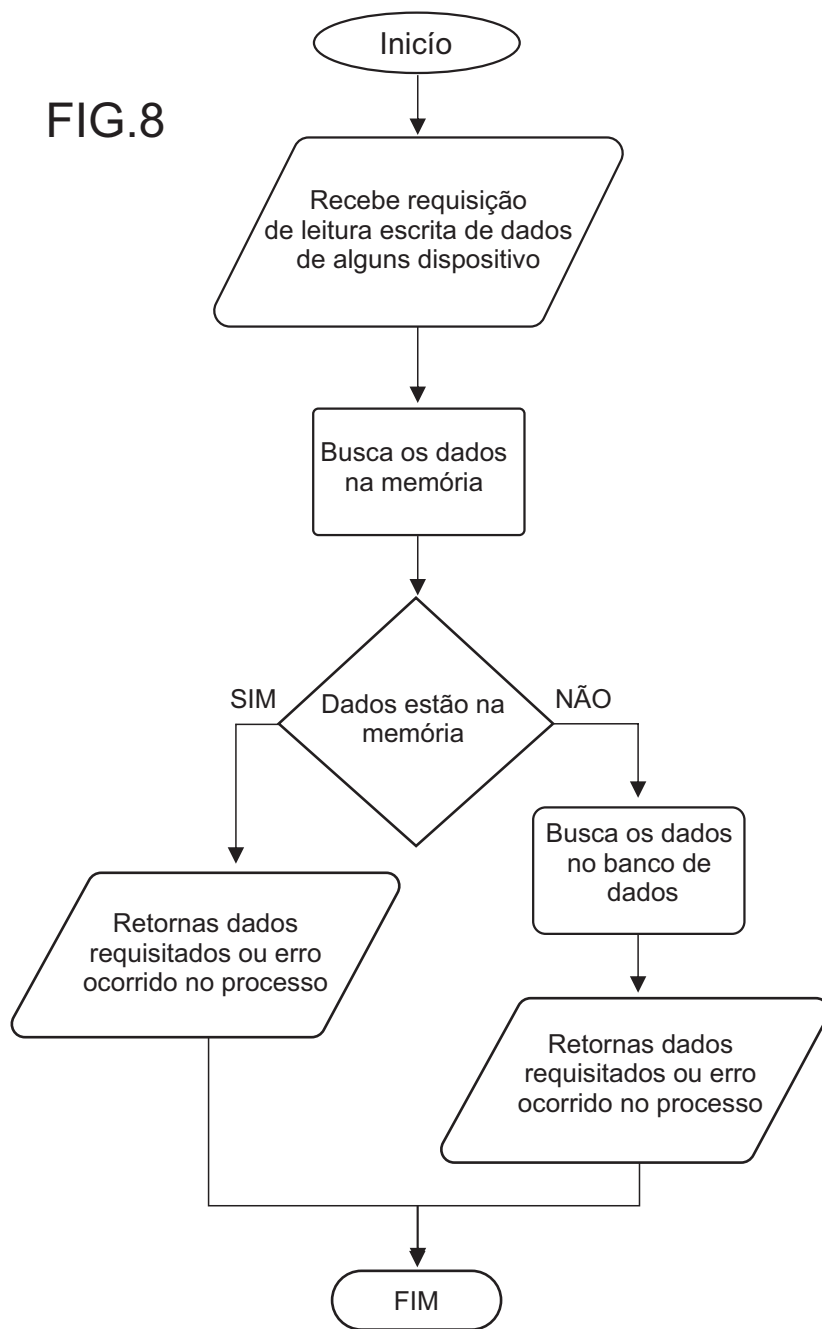 Inicío
FIG.8
Recebe requisição
de leitura escrita de dados
de alguns dispositivo
Busca os dados
na memória
SIM
Dados estão na
memória
NÃO
Busca os dados
no banco de
dados
Retornas dados
requisitados ou erro
ocorrido no processo
Retornas dados
requisitados ou erro
ocorrido no processo
FIM